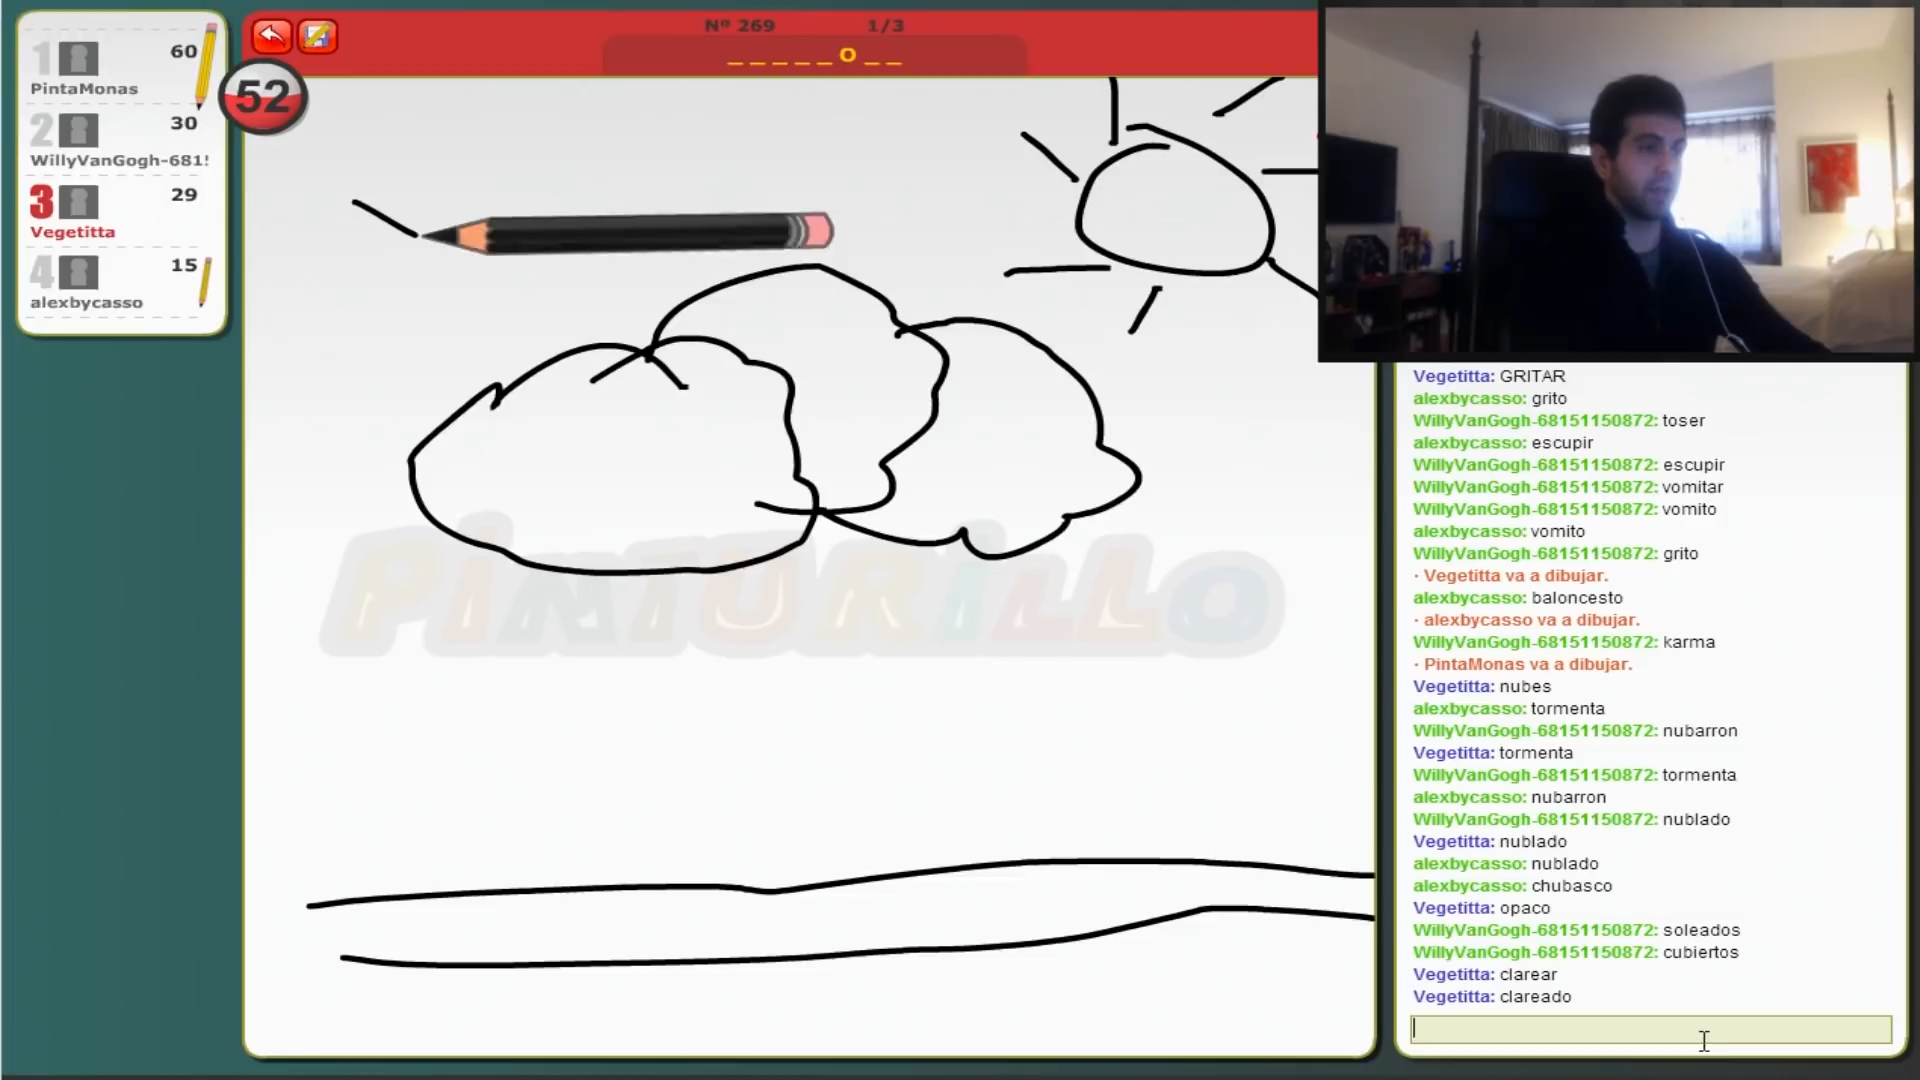 Nº 269 1/3
_ _ _ _ _ O _ _
52
1 60
PintaMonas
2 30
WillyVanGogh-681!
3 29
Vegetitta
4 15
alexbycasso
PINTURILLO
Vegetitta: GRITAR
alexbycasso: grito
WillyVanGogh-68151150872: toser
alexbycasso: escupir
WillyVanGogh-68151150872: escupir
WillyVanGogh-68151150872: vomitar
WillyVanGogh-68151150872: vomito
alexbycasso: vomito
WillyVanGogh-68151150872: grito
· Vegetitta va a dibujar.
alexbycasso: baloncesto
· alexbycasso va a dibujar.
WillyVanGogh-68151150872: karma
· PintaMonas va a dibujar.
Vegetitta: nubes
alexbycasso: tormenta
WillyVanGogh-68151150872: nubarron
Vegetitta: tormenta
WillyVanGogh-68151150872: tormenta
alexbycasso: nubarron
WillyVanGogh-68151150872: nublado
Vegetitta: nublado
alexbycasso: nublado
alexbycasso: chubasco
Vegetitta: opaco
WillyVanGogh-68151150872: soleados
WillyVanGogh-68151150872: cubiertos
Vegetitta: clarear
Vegetitta: clareado